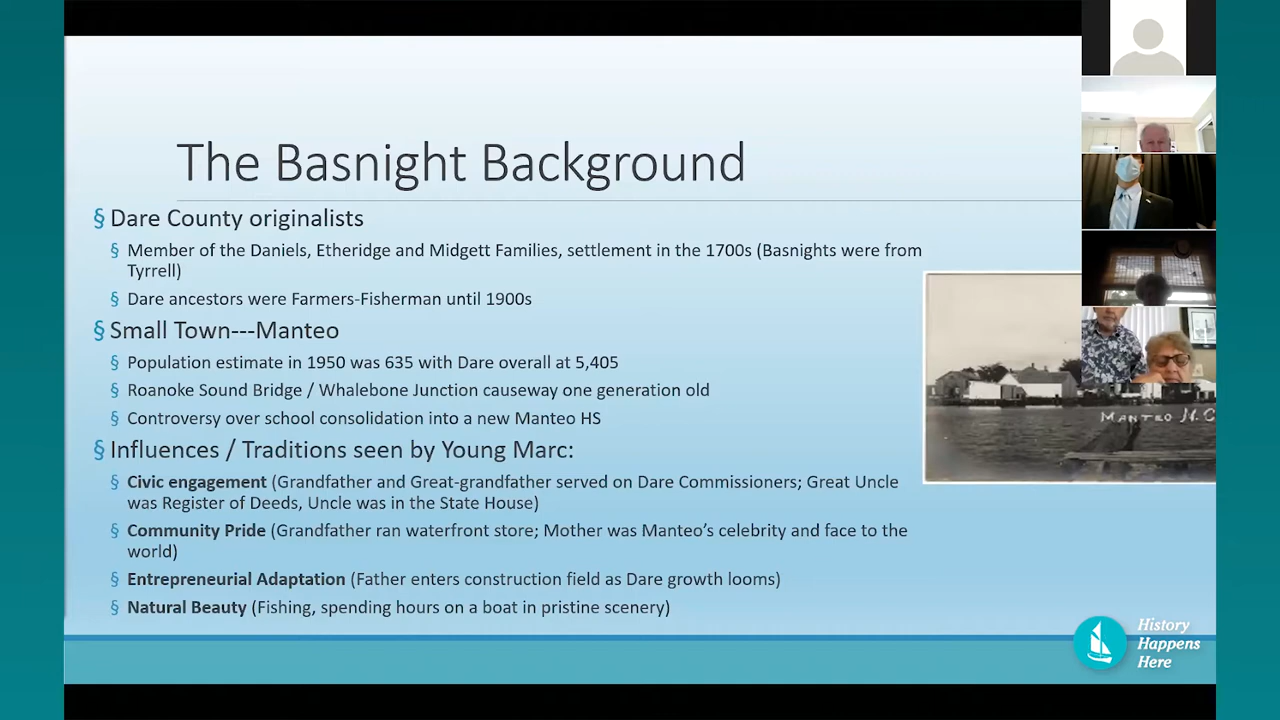 The Basnight Background
§ Dare County originalists
§ Member of the Daniels, Etheridge and Midgett Families, settlement in the 1700s (Basnights were from
Tyrrell)
§ Dare ancestors were Farmers-Fisherman until 1900s
§ Small Town---Manteo
§ Population estimate in 1950 was 635 with Dare overall at 5,405
§ Roanoke Sound Bridge / Whalebone Junction causeway one generation old
§ Controversy over school consolidation into a new Manteo HS
§ Influences / Traditions seen by Young Marc:
§ Civic engagement (Grandfather and Great-grandfather served on Dare Commissioners; Great Uncle
was Register of Deeds, Uncle was in the State House)
§ Community Pride (Grandfather ran waterfront store; Mother was Manteo’s celebrity and face to the
world)
§ Entrepreneurial Adaptation (Father enters construction field as Dare growth looms)
§ Natural Beauty (Fishing, spending hours on a boat in pristine scenery)
MANTEO N.C
History
Happens
Here